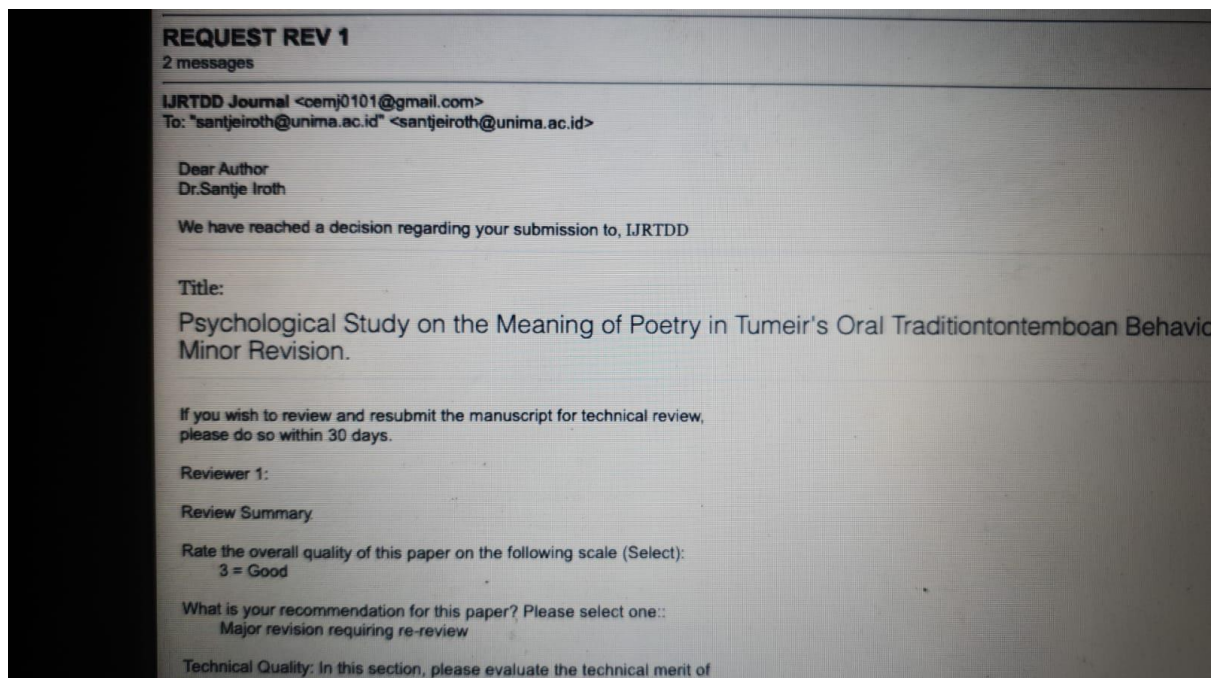 REQUEST REV 1
2 messages
IJRTDD Journal <cemj0101@gmail.com>
To: "santjeiroth@unima.ac.id" <santjeiroth@unima.ac.id>
Dear Author
Dr.Santje Iroth
We have reached a decision regarding your submission to, IJRTDD
Title:
Psychological Study on the Meaning of Poetry in Tumeir's Oral Traditiontontemboan Behavio
Minor Revision.
If you wish to review and resubmit the manuscript for technical review,
please do so within 30 days.
Reviewer 1:
Review Summary
Rate the overall quality of this paper on the following scale (Select):
3 = Good
What is your recommendation for this paper? Please select one::
Major revision requiring re-review
Technical Quality: In this section, please evaluate the technical merit of